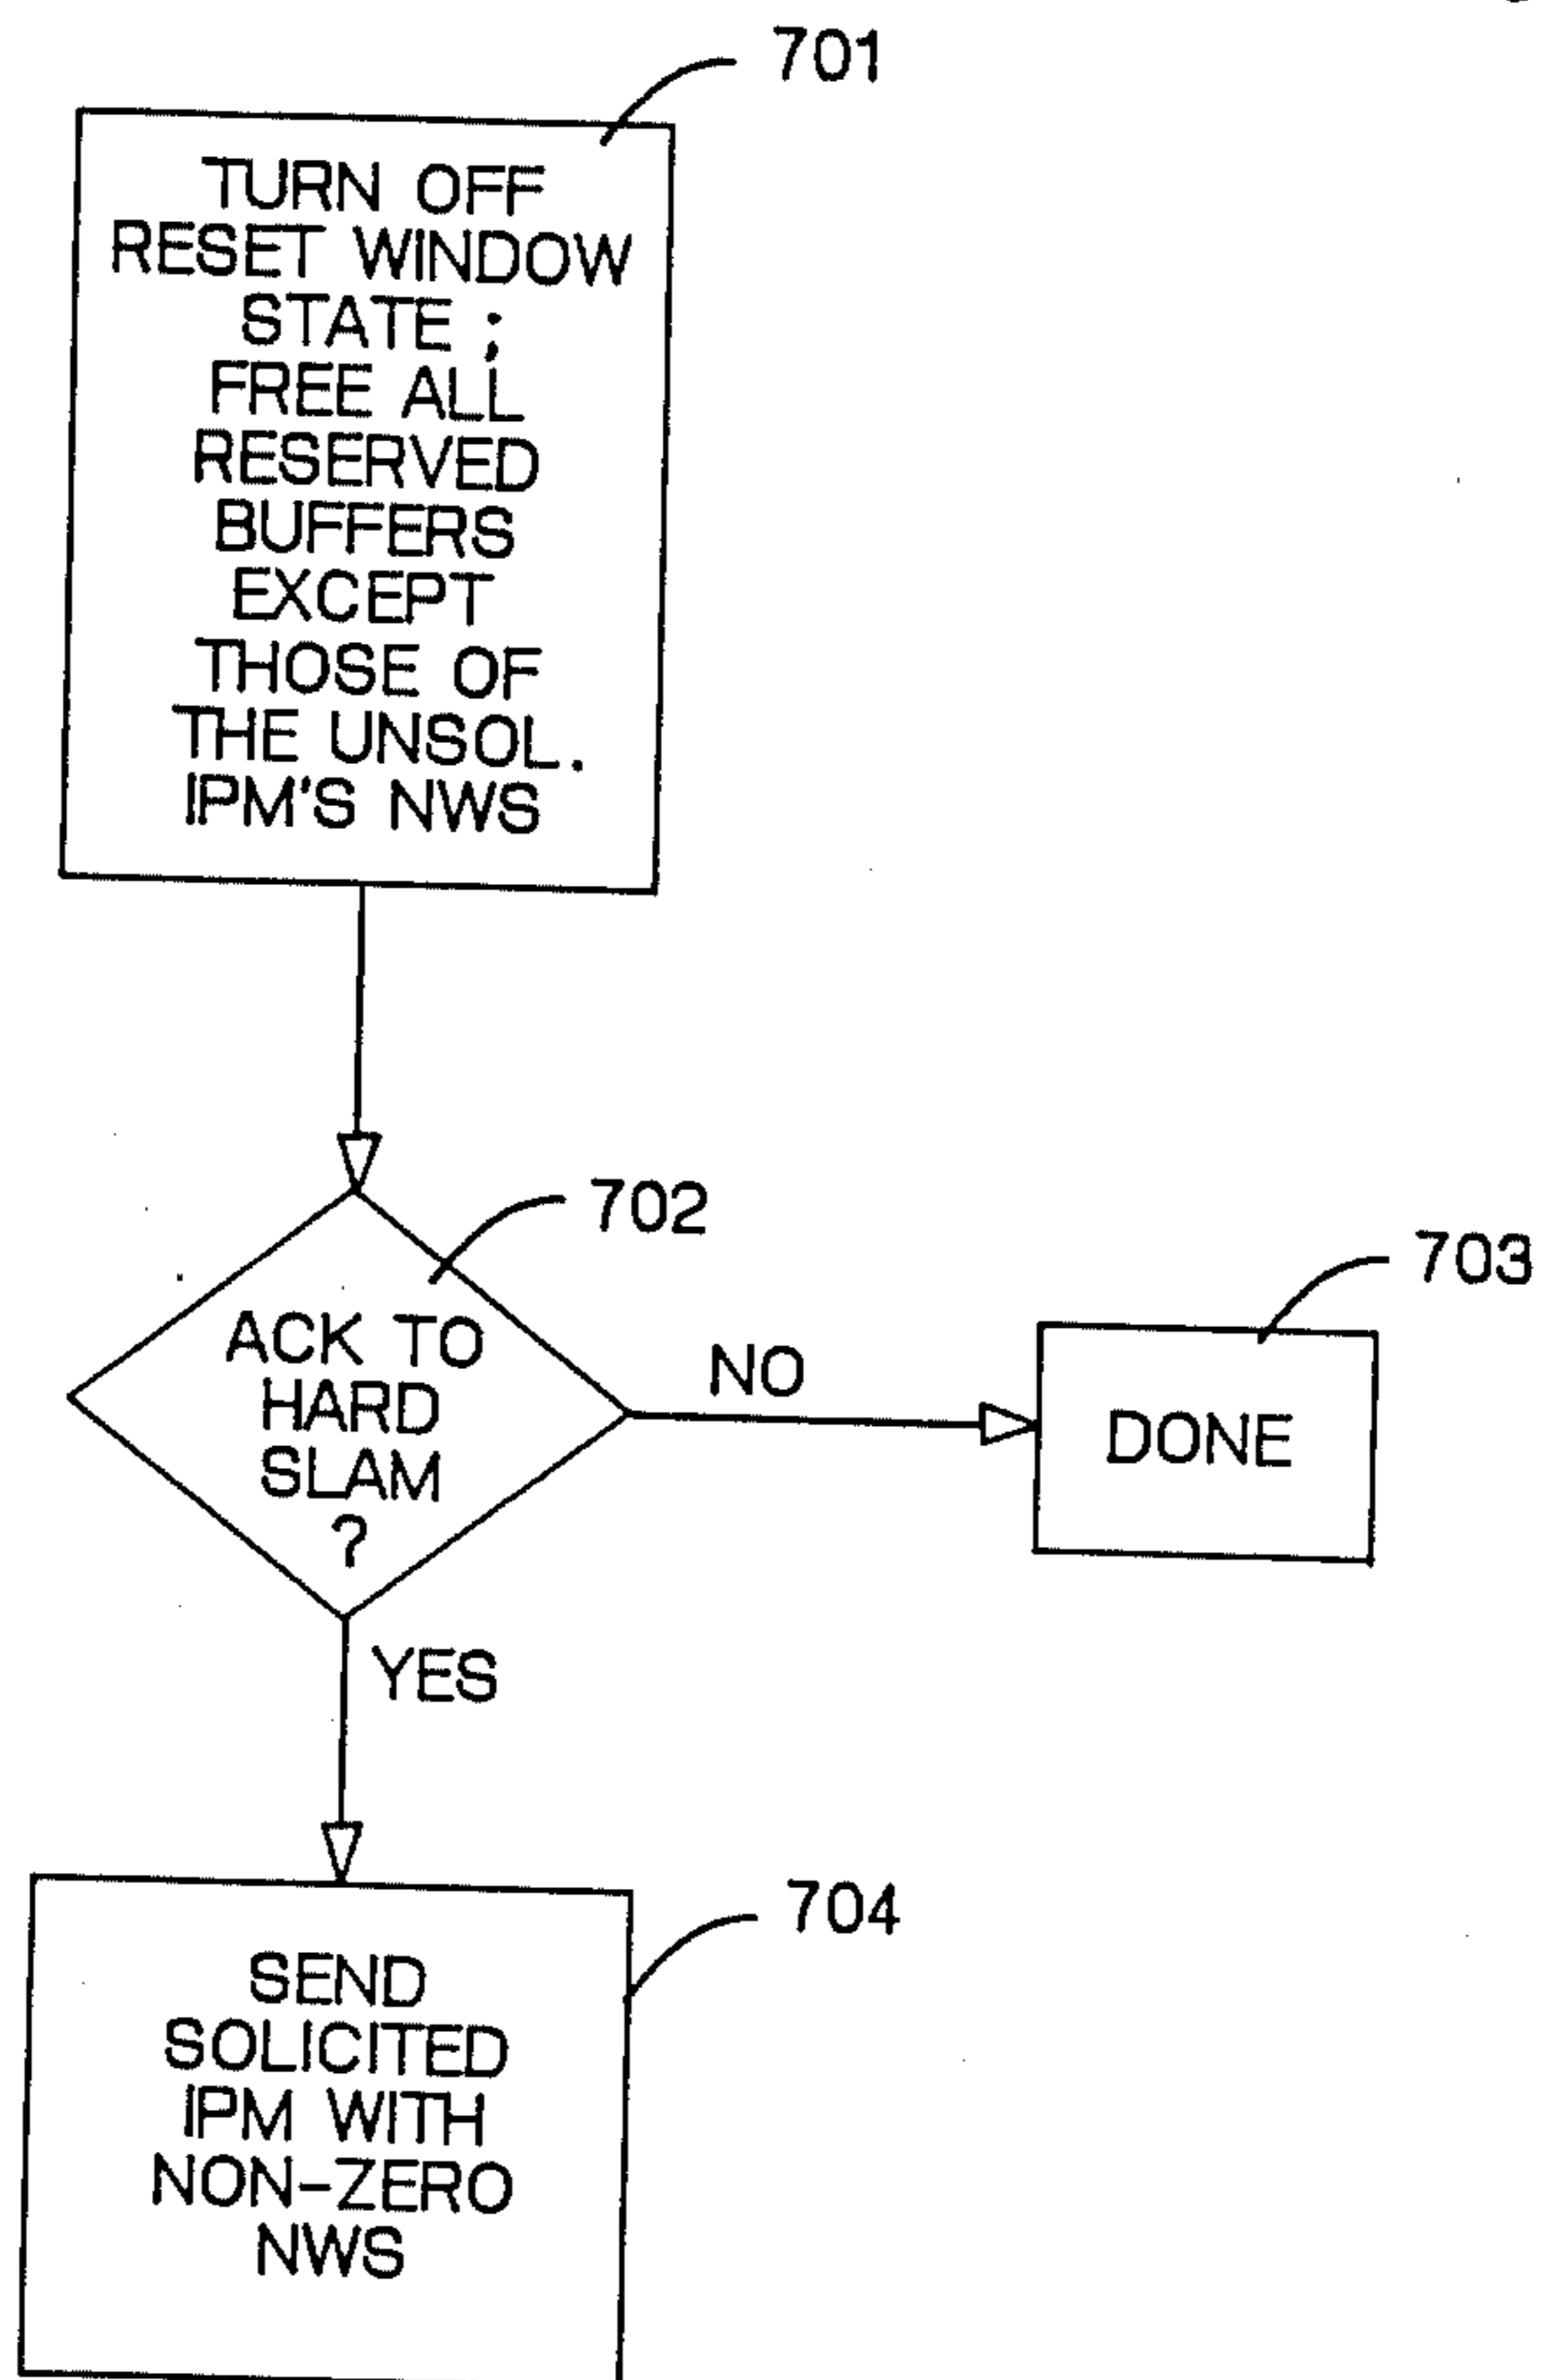 701
TURN OFF
RESET WINDOW
STATE ;
FREE ALL
RESERVED
BUFFERS
EXCEPT
THOSE OF
THE UNSOL.
IPM'S NWS
702
ACK TO
HARD
SLAM
?
NO
703
DONE
YES
704
SEND
SOLICITED
IPM WITH
NON-ZERO
NWS